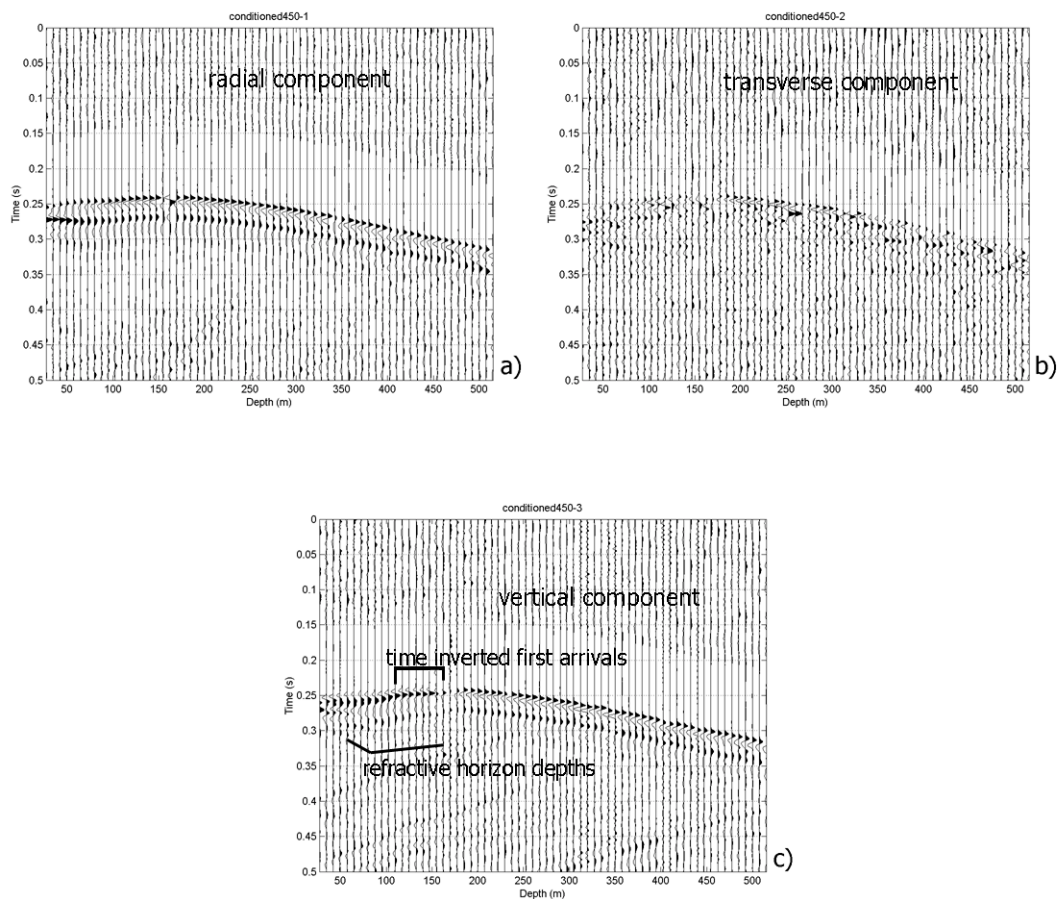 conditioned450-1
0
0.05
0.1
0.15
0.2
0.25
0.3
0.35
0.4
0.45
0.5
Time (s)
radial component
50 100 150 200 250 300 350 400 450 500
Depth (m)
a)
conditioned450-2
0
0.05
0.1
0.15
0.2
0.25
0.3
0.35
0.4
0.45
0.5
Time (s)
transverse component
50 100 150 200 250 300 350 400 450 500
Depth (m)
b)
conditioned450-3
0
0.05
0.1
0.15
0.2
0.25
0.3
0.35
0.4
0.45
0.5
Time (s)
vertical component
time inverted first arrivals
refractive horizon depths
50 100 150 200 250 300 350 400 450 500
Depth (m)
c)